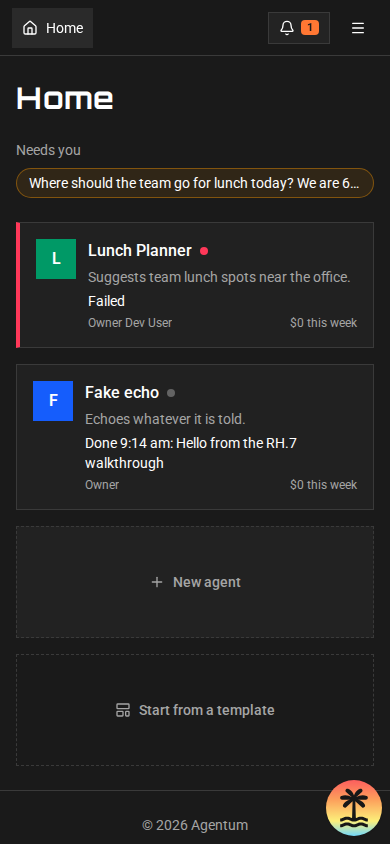 Home
1
Home
Needs you
Where should the team go for lunch today? We are 6...
L
Lunch Planner
Suggests team lunch spots near the office.
Failed
Owner Dev User
$0 this week
F
Fake echo
Echoes whatever it is told.
Done 9:14 am: Hello from the RH.7
walkthrough
Owner
$0 this week
New agent
Start from a template
© 2026 Agentum